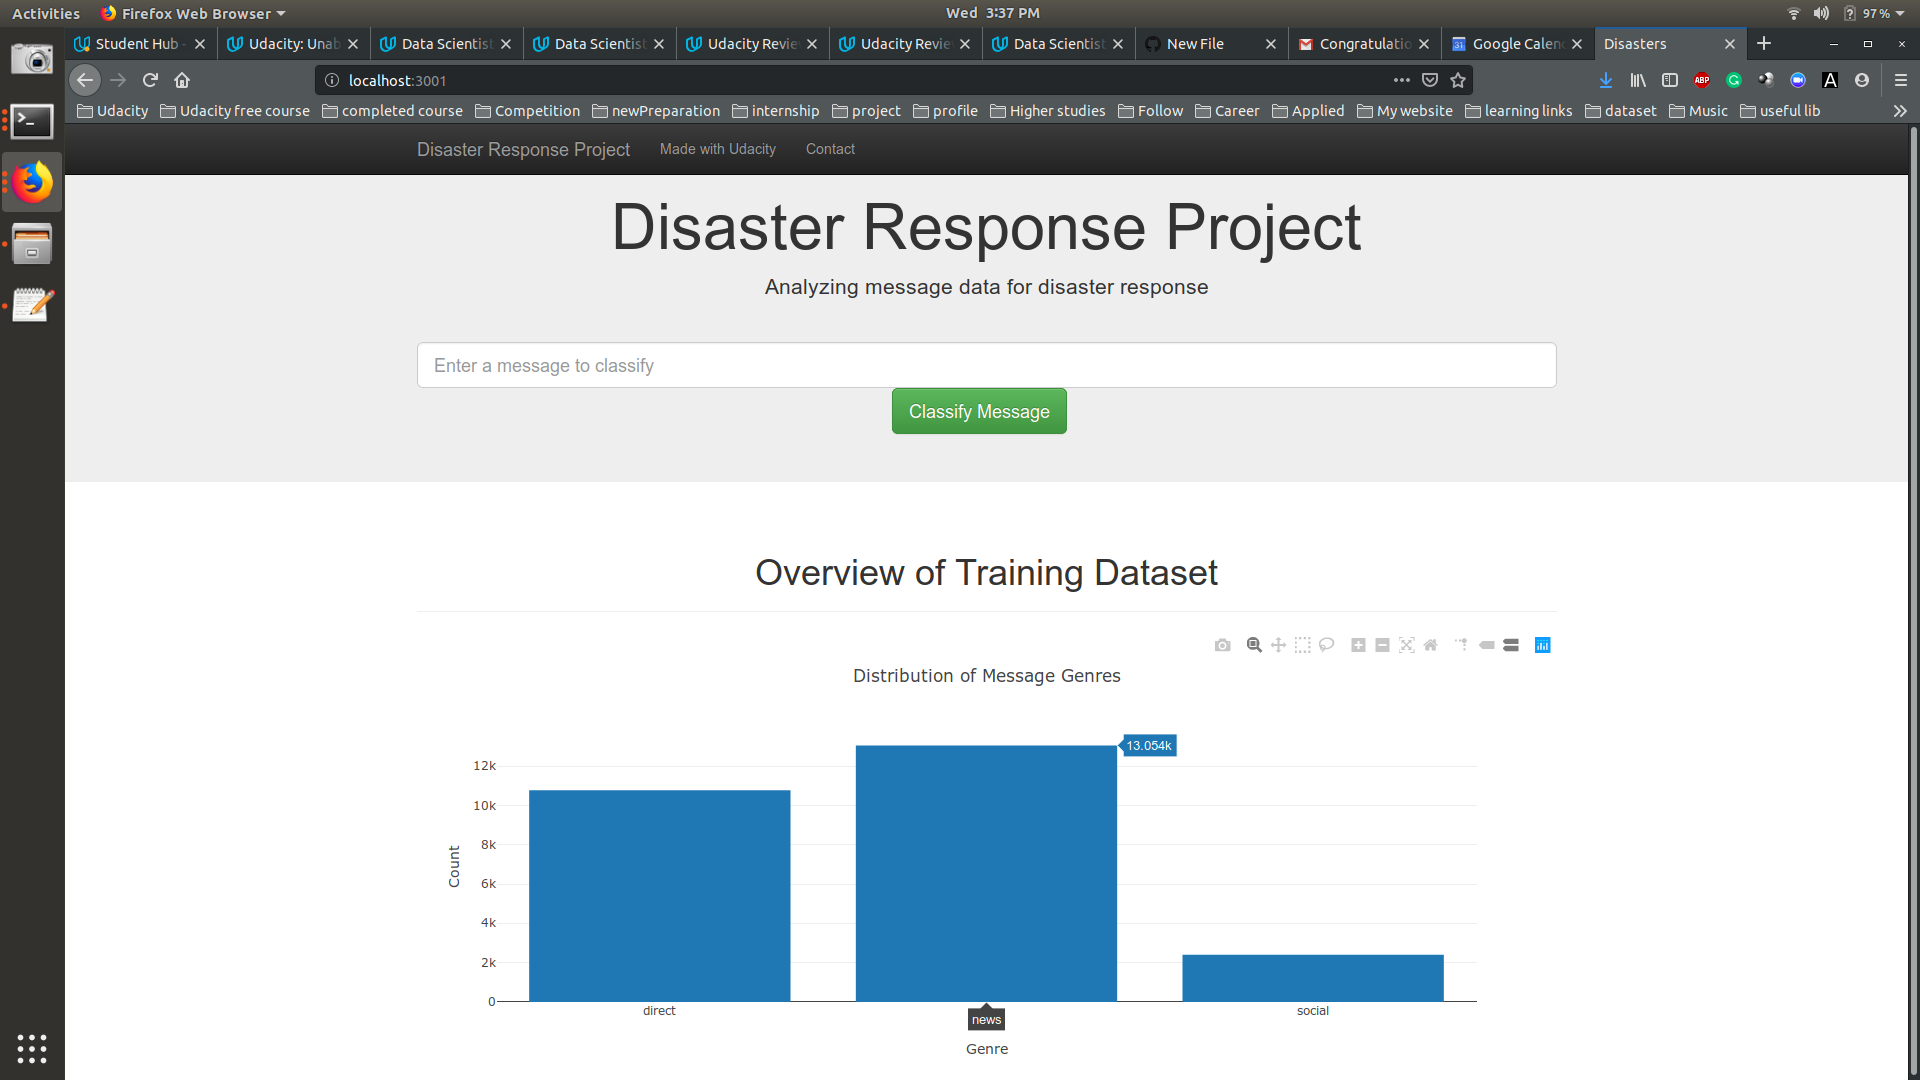 Activities Firefox Web Browser Wed 3:37 PM 97%
Student Hub - Udacity: Unab Data Scientist Data Scientist Udacity Revie Udacity Revie Data Scientist New File Congratulatio Google Calen Disasters
localhost:3001
Udacity Udacity free course completed course Competition newPreparation internship project profile Higher studies Follow Career Applied My website learning links dataset Music useful lib
Disaster Response Project Made with Udacity Contact
Disaster Response Project
Analyzing message data for disaster response
Enter a message to classify
Classify Message
Overview of Training Dataset
Distribution of Message Genres
13.054k
12k
10k
8k
6k
4k
2k
0
Count
direct news social
Genre